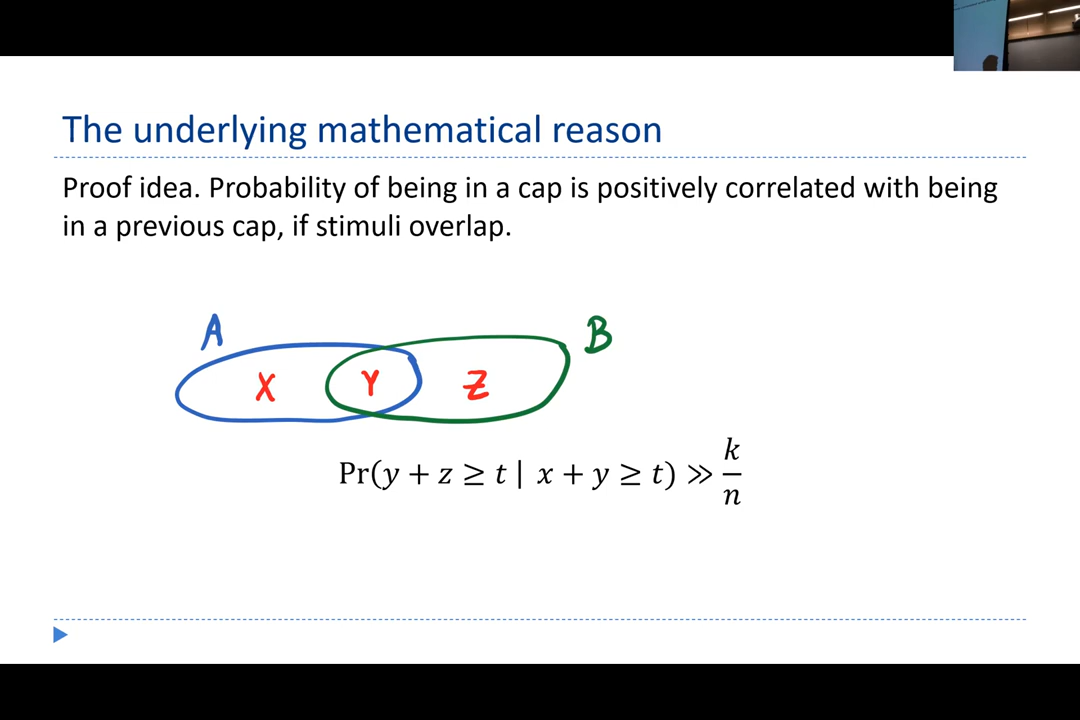 The underlying mathematical reason
Proof idea. Probability of being in a cap is positively correlated with being
in a previous cap, if stimuli overlap.
A
B
X Y Z
Pr(y + z ≥ t | x + y ≥ t) ≫ k/n